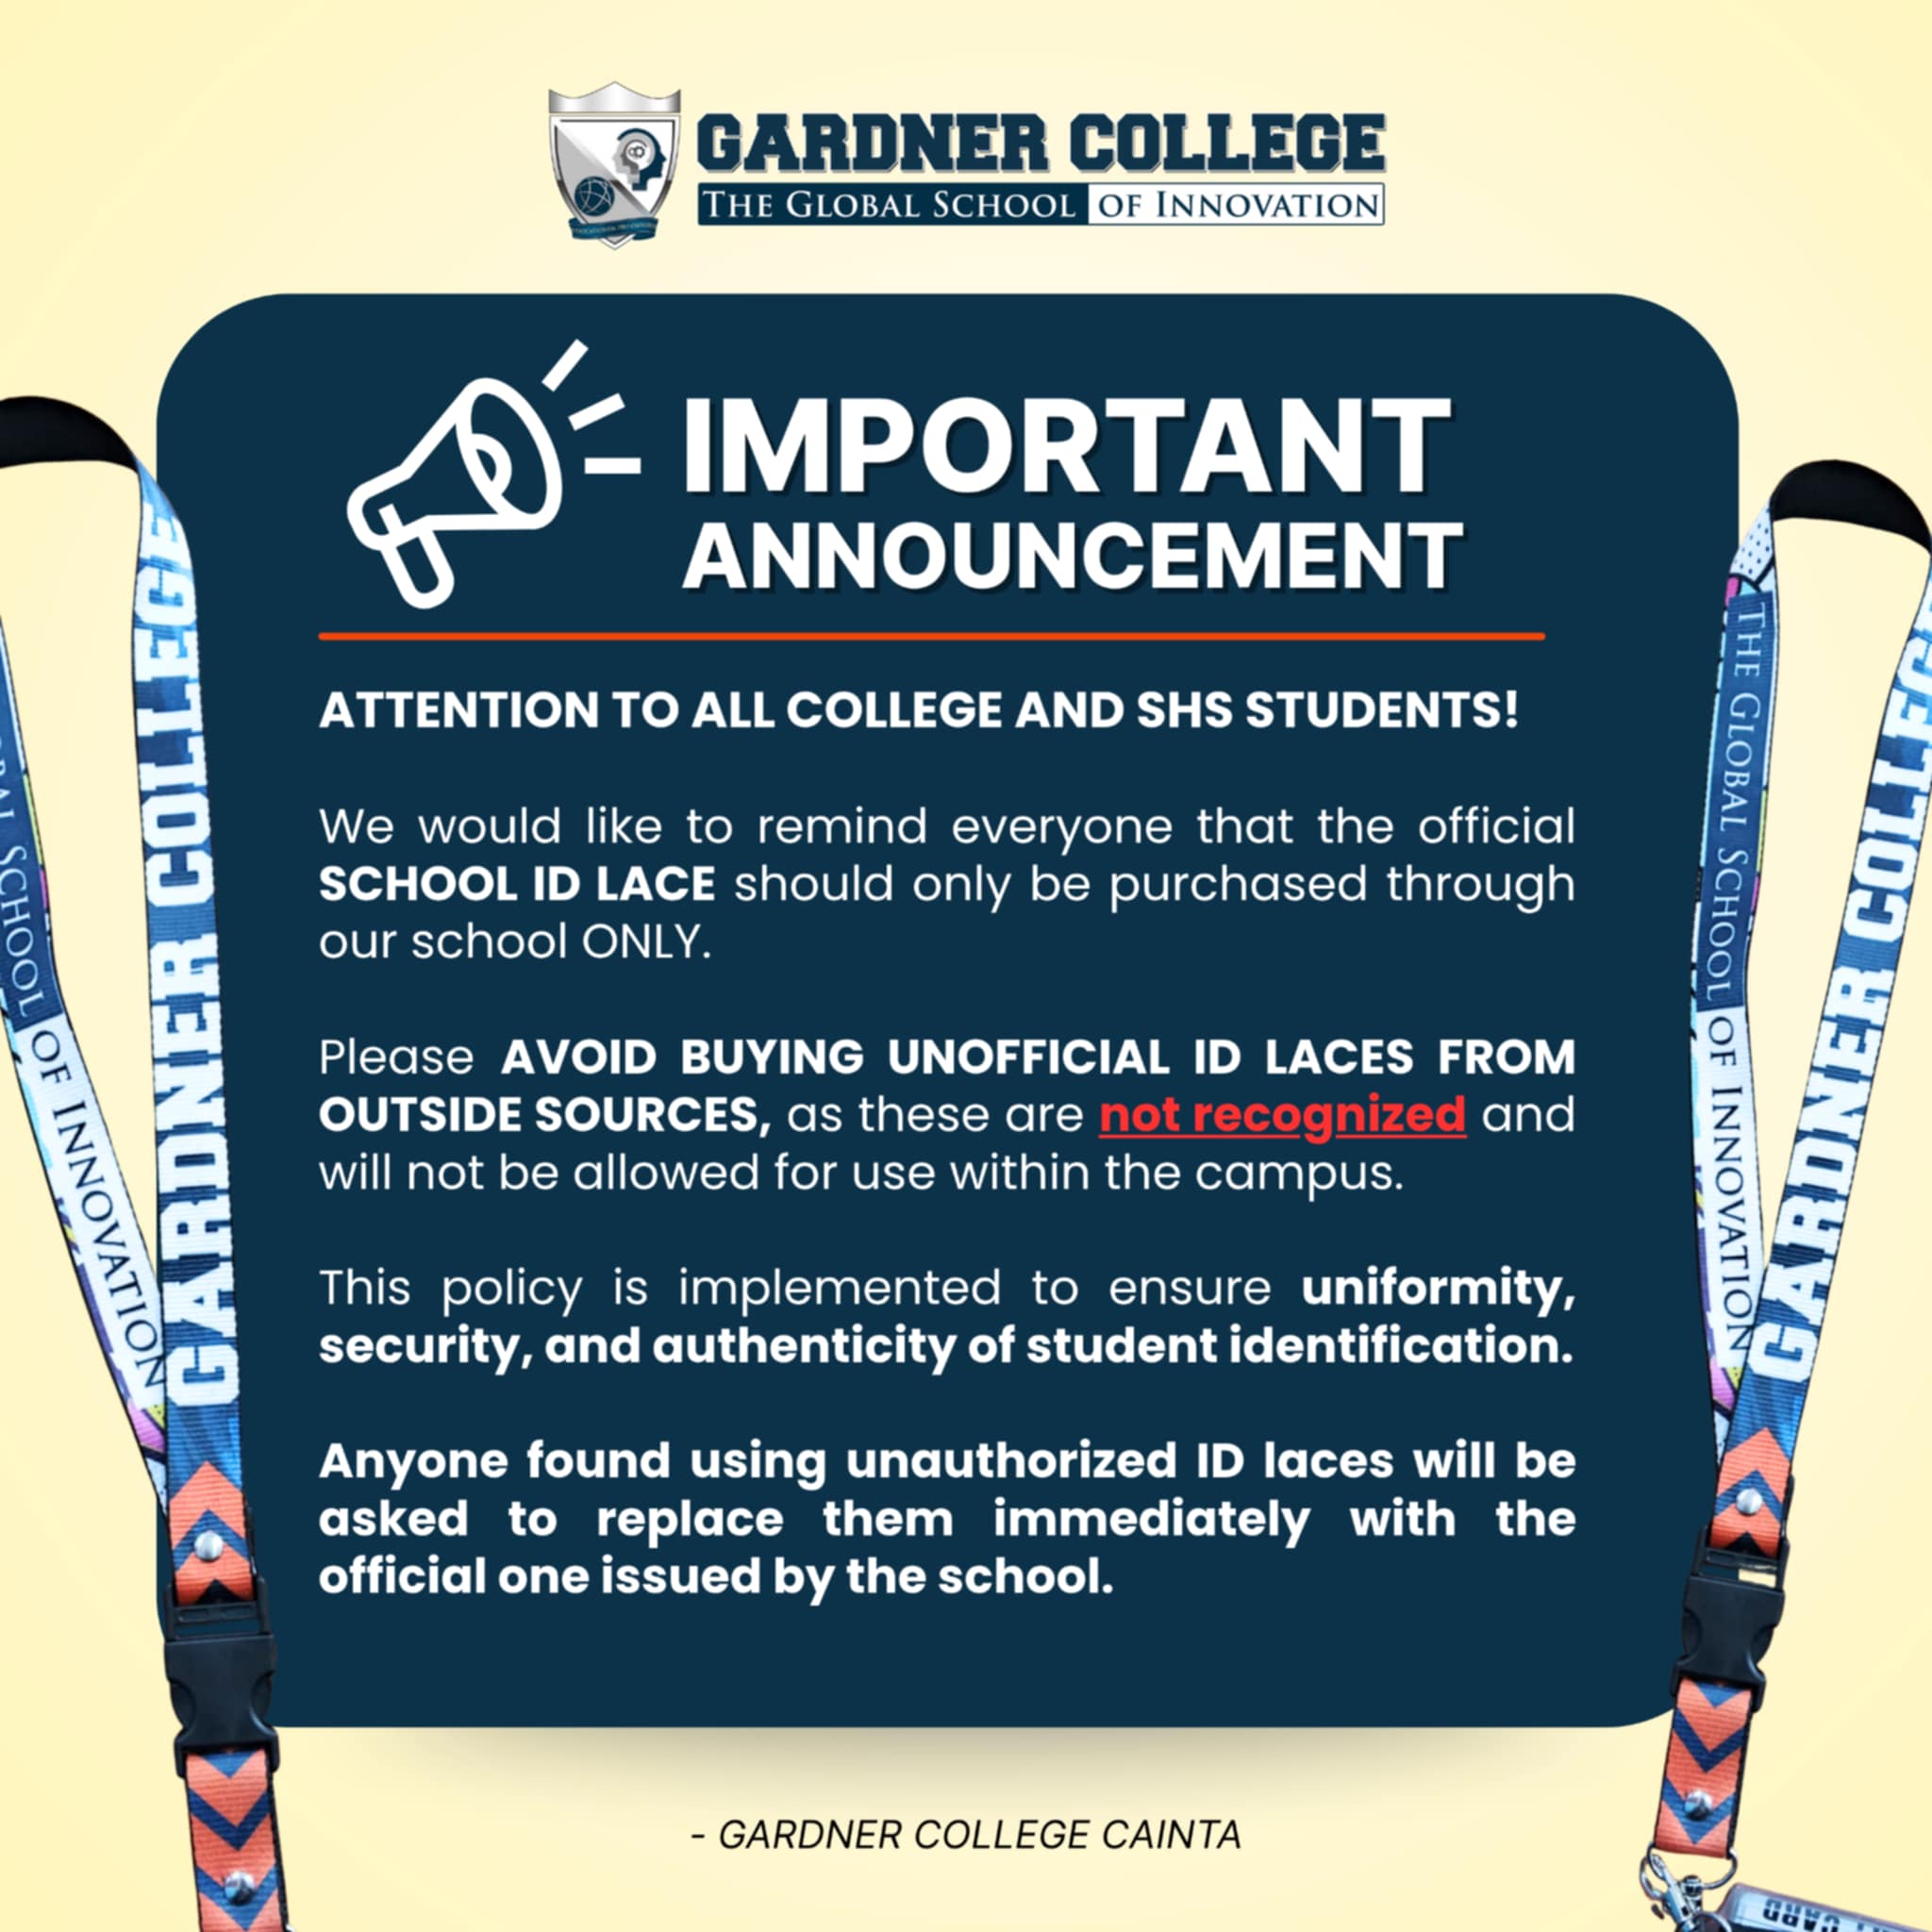 GARDNER COLLEGE
THE GLOBAL SCHOOL OF INNOVATION
IMPORTANT
ANNOUNCEMENT
ATTENTION TO ALL COLLEGE AND SHS STUDENTS!
We would like to remind everyone that the official
SCHOOL ID LACE should only be purchased through
our school ONLY.
Please AVOID BUYING UNOFFICIAL ID LACES FROM
OUTSIDE SOURCES, as these are not recognized and
will not be allowed for use within the campus.
This policy is implemented to ensure uniformity,
security, and authenticity of student identification.
Anyone found using unauthorized ID laces will be
asked to replace them immediately with the
official one issued by the school.
- GARDNER COLLEGE CAINTA
SCHOOL OF INNOVATION
GARDNER COLLEGE
THE GLOBAL SCHOOL OF INNOVATION
GARDNER COLLEGE
CARD